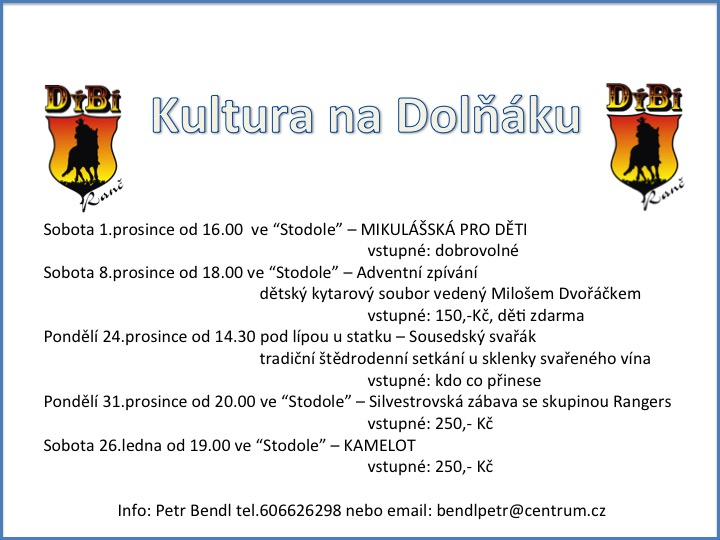 DýBí
Ranč
Kultura na Dolňáku
DýBí
Ranč
Sobota 1.prosince od 16.00  ve “Stodole” – MIKULÁŠSKÁ PRO DĚTI
vstupné: dobrovolné
Sobota 8.prosince od 18.00 ve “Stodole” – Adventní zpívání
dětský kytarový soubor vedený Milošem Dvořáčkem
vstupné: 150,-Kč, děti zdarma
Pondělí 24.prosince od 14.30 pod lípou u statku – Sousedský svařák
tradiční štědrodenní setkání u sklenky svařeného vína
vstupné: kdo co přinese
Pondělí 31.prosince od 20.00 ve “Stodole” – Silvestrovská zábava se skupinou Rangers
vstupné: 250,- Kč
Sobota 26.ledna od 19.00 ve “Stodole” – KAMELOT
vstupné: 250,- Kč
Info: Petr Bendl tel.606626298 nebo email: bendlpetr@centrum.cz